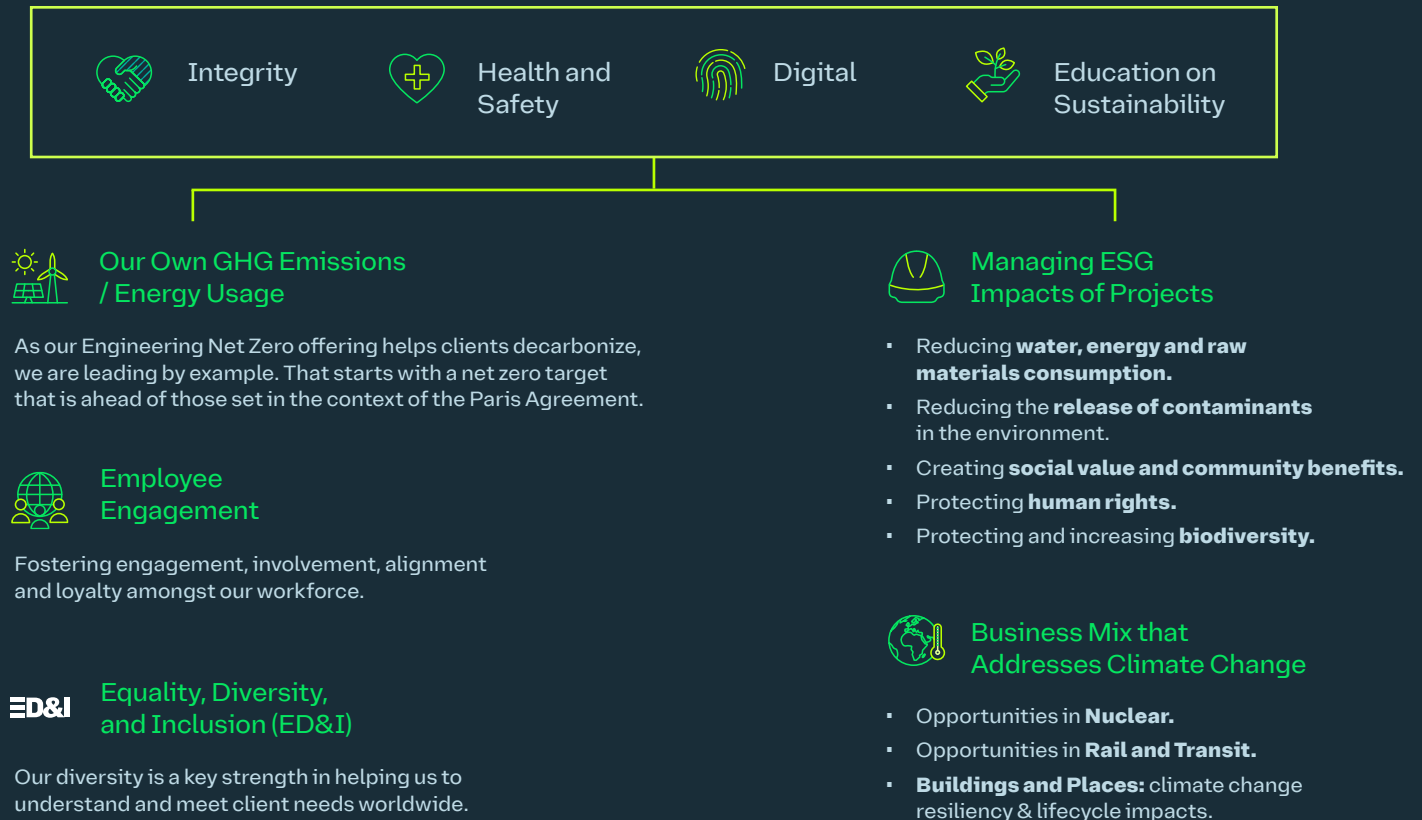 Integrity
Health and
Safety
Digital
Education on
Sustainability
Our Own GHG Emissions
/ Energy Usage
As our Engineering Net Zero offering helps clients decarbonize,
we are leading by example. That starts with a net zero target
that is ahead of those set in the context of the Paris Agreement.
Employee
Engagement
Fostering engagement, involvement, alignment
and loyalty amongst our workforce.
ED&I
Equality, Diversity,
and Inclusion (ED&I)
Our diversity is a key strength in helping us to
understand and meet client needs worldwide.
Managing ESG
Impacts of Projects
▪ Reducing water, energy and raw
materials consumption.
▪ Reducing the release of contaminants
in the environment.
▪ Creating social value and community benefits.
▪ Protecting human rights.
▪ Protecting and increasing biodiversity.
Business Mix that
Addresses Climate Change
▪ Opportunities in Nuclear.
▪ Opportunities in Rail and Transit.
▪ Buildings and Places: climate change
resiliency & lifecycle impacts.